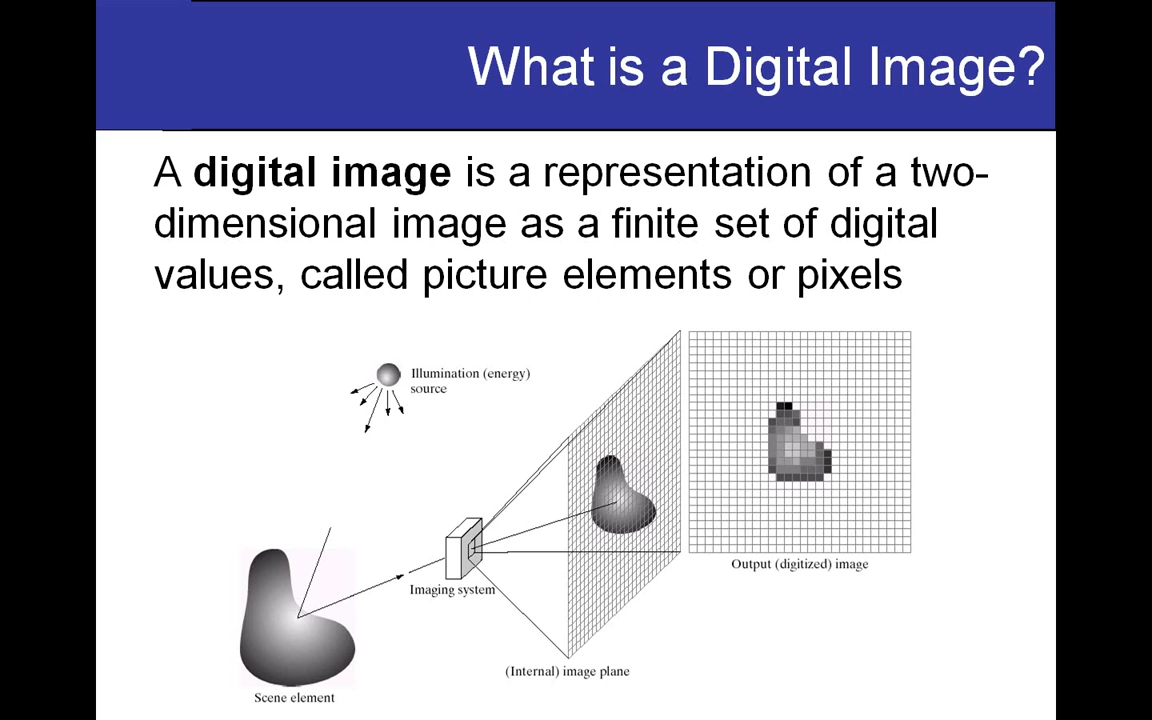 What is a Digital Image?
A digital image is a representation of a two-
dimensional image as a finite set of digital
values, called picture elements or pixels
Illumination (energy)
source
Imaging system
Output (digitized) image
(Internal) image plane
Scene element